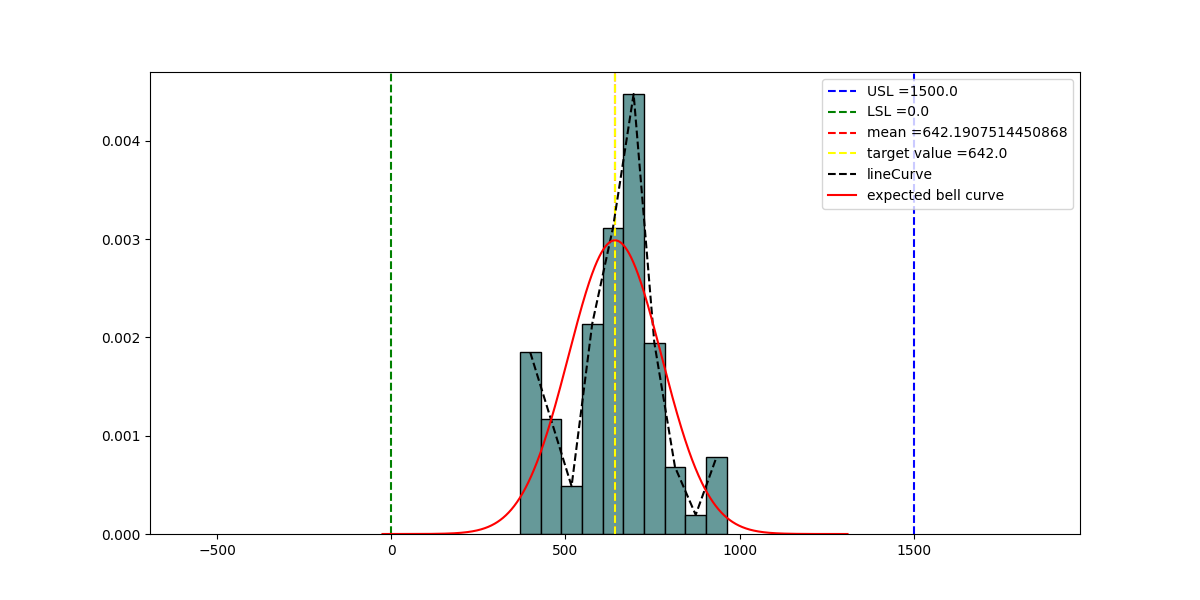 USL =1500.0
LSL =0.0
mean =642.1907514450868
target value =642.0
lineCurve
expected bell curve
0.004
0.003
0.002
0.001
0.000
−500
0
500
1000
1500